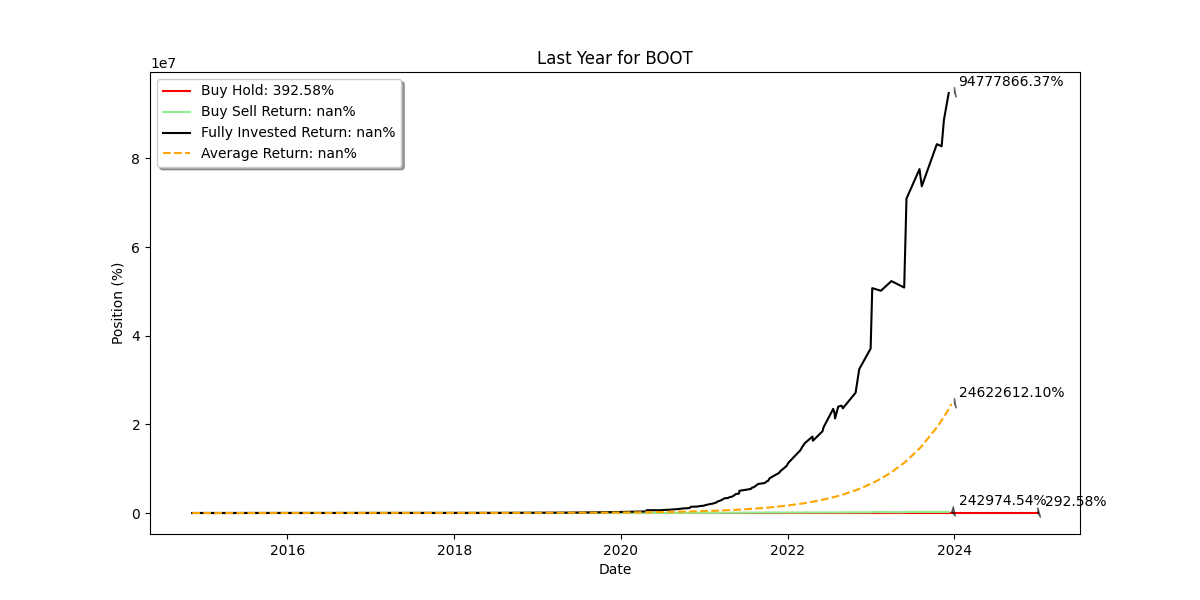 Last Year for BOOT
1e7
Buy Hold: 392.58%
Buy Sell Return: nan%
Fully Invested Return: nan%
Average Return: nan%
94777866.37%
24622612.10%
242974.54%
292.58%
8
6
4
2
0
Position (%)
2016
2018
2020
2022
2024
Date